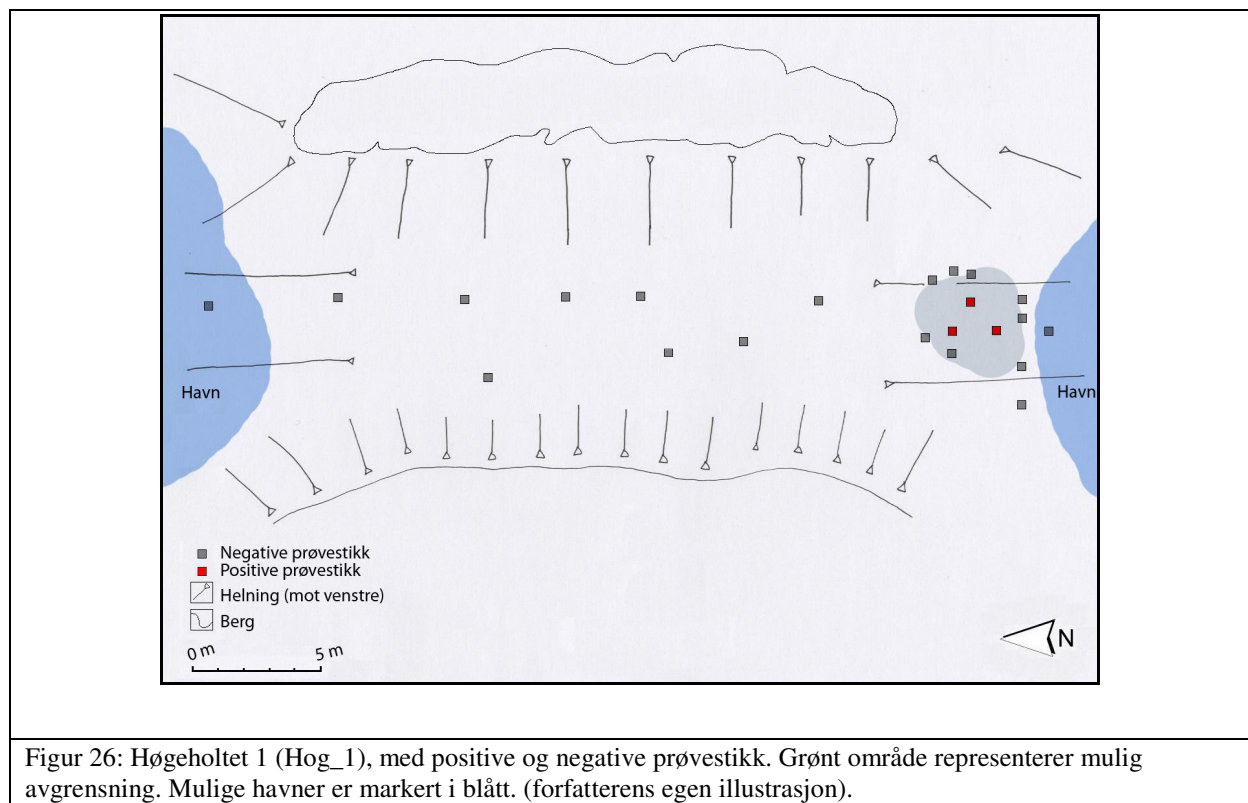 Havn
Havn
Negative prøvestikk
Positive prøvestikk
Helning (mot venstre)
Berg
0 m 5 m
N
Figur 26: Høgeholtet 1 (Hog_1), med positive og negative prøvestikk. Grønt område representerer mulig
avgrensning. Mulige havner er markert i blått. (forfatterens egen illustrasjon).